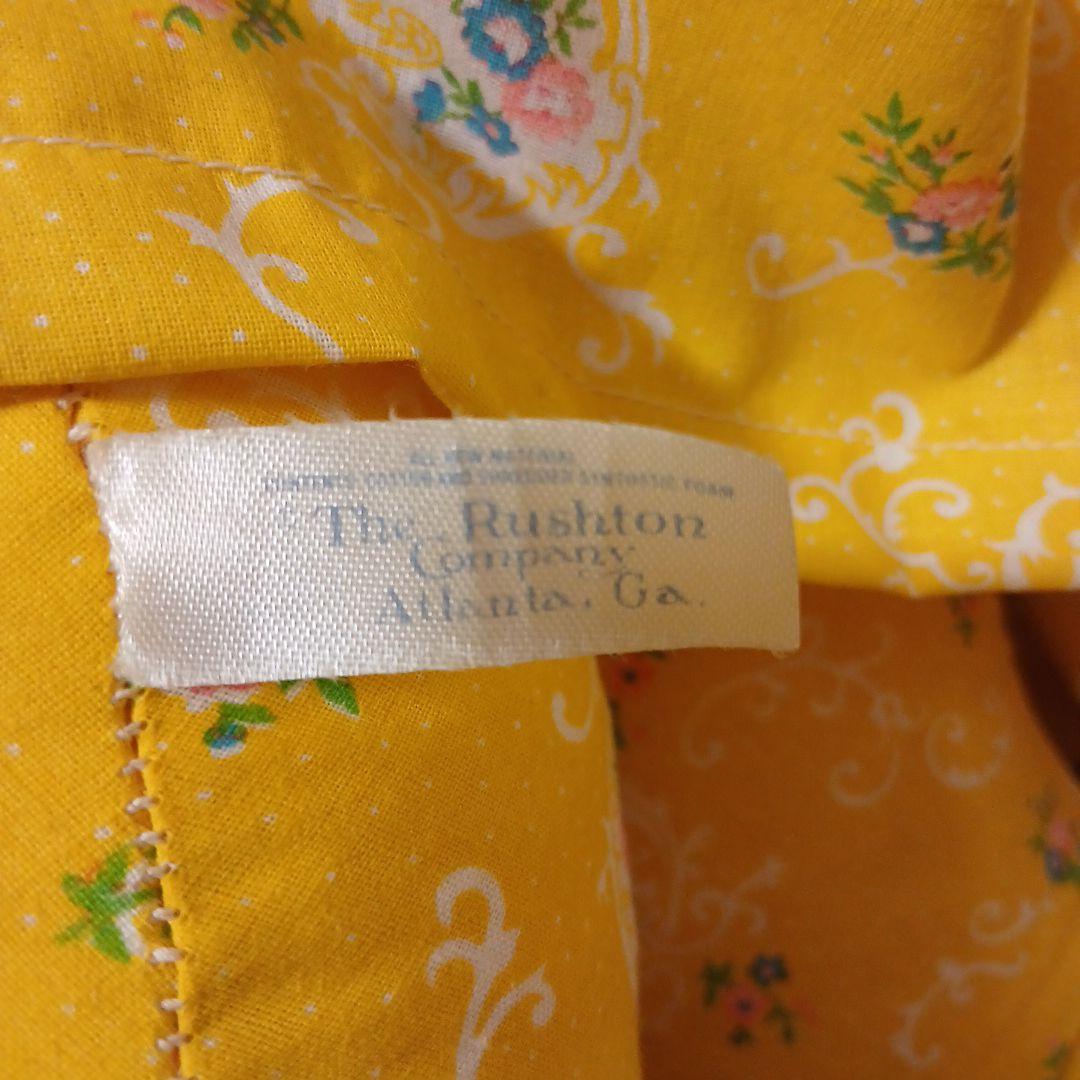 ALL NEW MATERIAL
CONTENTS: COTTON AND SHREDDED SYNTHETIC FOAM
© The Rushton
Company
Atlanta, Ga.